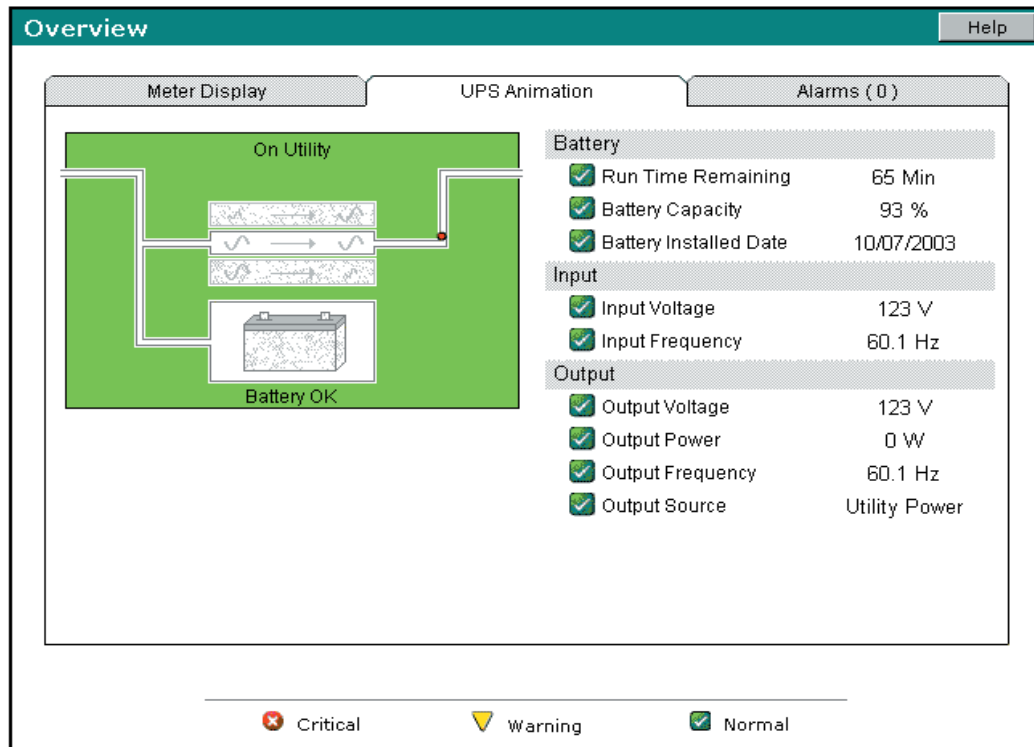 Overview
Help
Meter Display
UPS Animation
Alarms ( 0 )
On Utility
Battery OK
Battery
Run Time Remaining 65 Min
Battery Capacity 93 %
Battery Installed Date 10/07/2003
Input
Input Voltage 123 V
Input Frequency 60.1 Hz
Output
Output Voltage 123 V
Output Power 0 W
Output Frequency 60.1 Hz
Output Source Utility Power
Critical
Warning
Normal